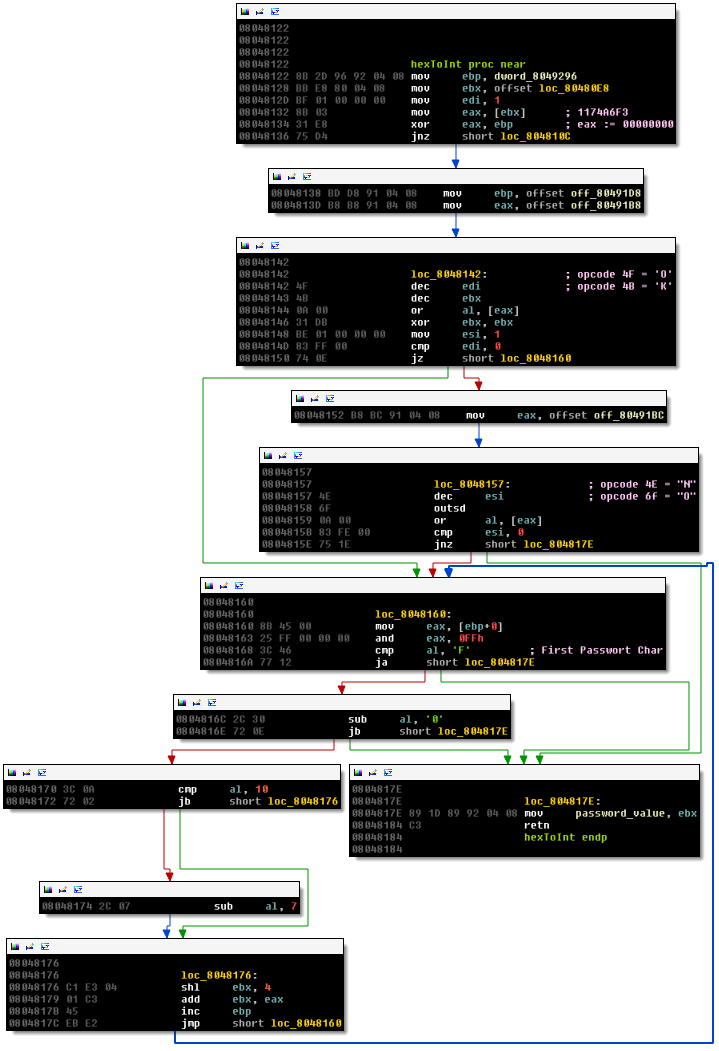 08048122
08048122
08048122
08048122 hexToInt proc near
08048122 8B 2D 96 92 04 08 mov ebp, dword_8049296
08048128 BB E8 80 04 08 mov ebx, offset loc_80480E8
0804812D BF 01 00 00 00 mov edi, 1
08048132 8B 03 mov eax, [ebx] ; 1174A6F3
08048134 31 E8 xor eax, ebp ; eax := 00000000
08048136 75 D4 jnz short loc_804810C
08048138 BD D8 91 04 08 mov ebp, offset off_80491D8
0804813D B8 B8 91 04 08 mov eax, offset off_80491B8
08048142
08048142 loc_8048142: ; opcode 4F = 'O'
08048142 4F dec edi ; opcode 4B = 'K'
08048143 4B dec ebx
08048144 0A 00 or al, [eax]
08048146 31 DB xor ebx, ebx
08048148 BE 01 00 00 00 mov esi, 1
0804814D 83 FF 00 cmp edi, 0
08048150 74 0E jz short loc_8048160
08048152 B8 BC 91 04 08 mov eax, offset off_80491BC
08048157
08048157 loc_8048157: ; opcode 4E = "N"
08048157 4E dec esi ; opcode 6f = "O"
08048158 6F outsd
08048159 0A 00 or al, [eax]
0804815B 83 FE 00 cmp esi, 0
0804815E 75 1E jnz short loc_804817E
08048160
08048160 loc_8048160:
08048160 8B 45 00 mov eax, [ebp+0]
08048163 25 FF 00 00 00 and eax, 0FFh
08048168 3C 46 cmp al, 'F' ; First Passwort Char
0804816A 77 12 ja short loc_804817E
0804816C 2C 30 sub al, '0'
0804816E 72 0E jb short loc_804817E
08048170 3C 0A cmp al, 10
08048172 72 02 jb short loc_8048176
0804817E
0804817E loc_804817E:
0804817E 89 1D 89 92 04 08 mov password_value, ebx
08048184 C3 retn
08048184 hexToInt endp
08048184
08048174 2C 07 sub al, 7
08048176
08048176 loc_8048176:
08048176 C1 E3 04 shl ebx, 4
08048179 01 C3 add ebx, eax
0804817B 45 inc ebp
0804817C EB E2 jmp short loc_8048160